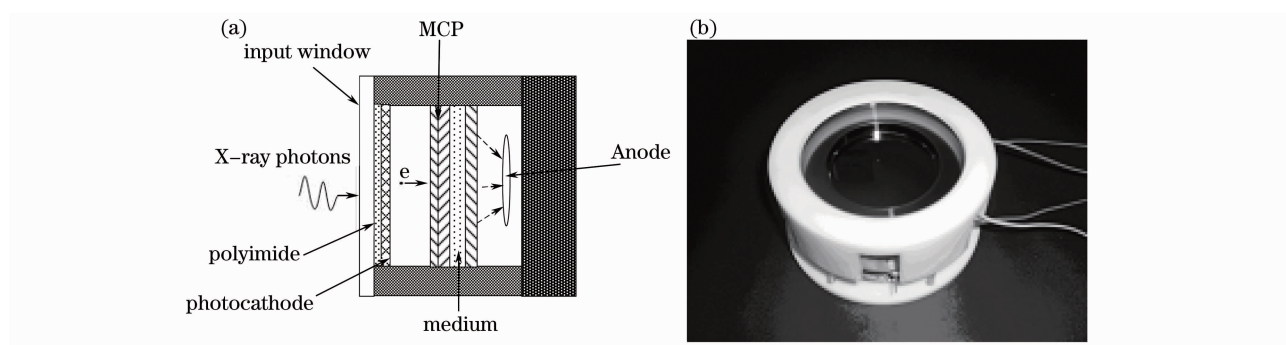 (a)
MCP
input window
X-ray photons
e
Anode
polyimide
photocathode
medium
(b)